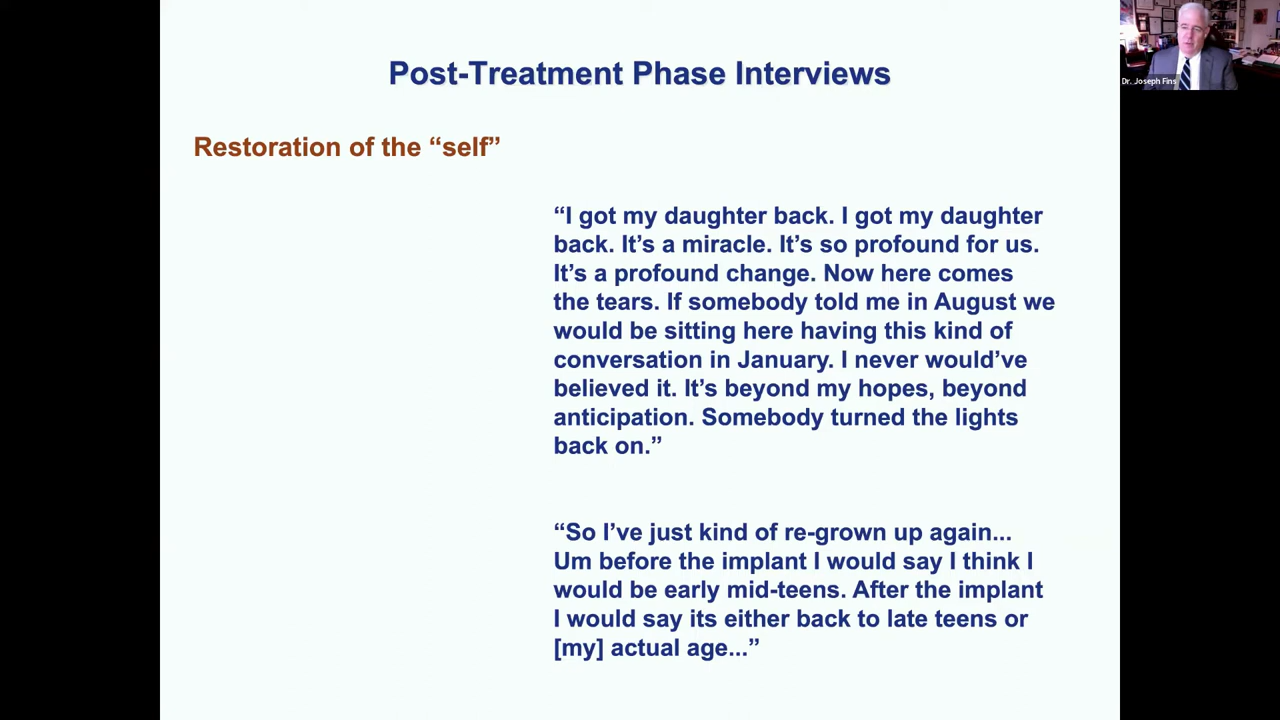 Post-Treatment Phase Interviews
Dr. Joseph Fins
Restoration of the “self”
“I got my daughter back. I got my daughter
back. It’s a miracle. It’s so profound for us.
It’s a profound change. Now here comes
the tears. If somebody told me in August we
would be sitting here having this kind of
conversation in January. I never would’ve
believed it. It’s beyond my hopes, beyond
anticipation. Somebody turned the lights
back on.”
“So I’ve just kind of re-grown up again...
Um before the implant I would say I think I
would be early mid-teens. After the implant
I would say its either back to late teens or
[my] actual age...”